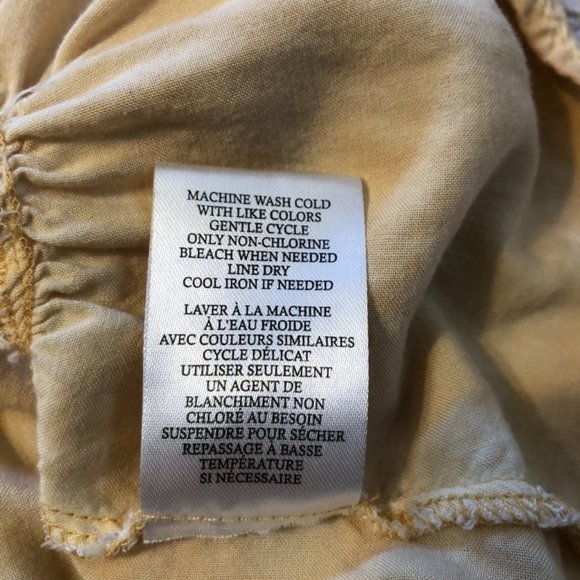 MACHINE WASH COLD
WITH LIKE COLORS
GENTLE CYCLE
ONLY NON-CHLORINE
BLEACH WHEN NEEDED
LINE DRY
COOL IRON IF NEEDED
LAVER À LA MACHINE
À L'EAU FROIDE
AVEC COULEURS SIMILAIRES
CYCLE DÉLICAT
UTILISER SEULEMENT
UN AGENT DE
BLANCHIMENT NON
CHLORÉ AU BESOIN
SUSPENDRE POUR SÉCHER
REPASSAGE À BASSE
TEMPÉRATURE
SI NÉCESSAIRE